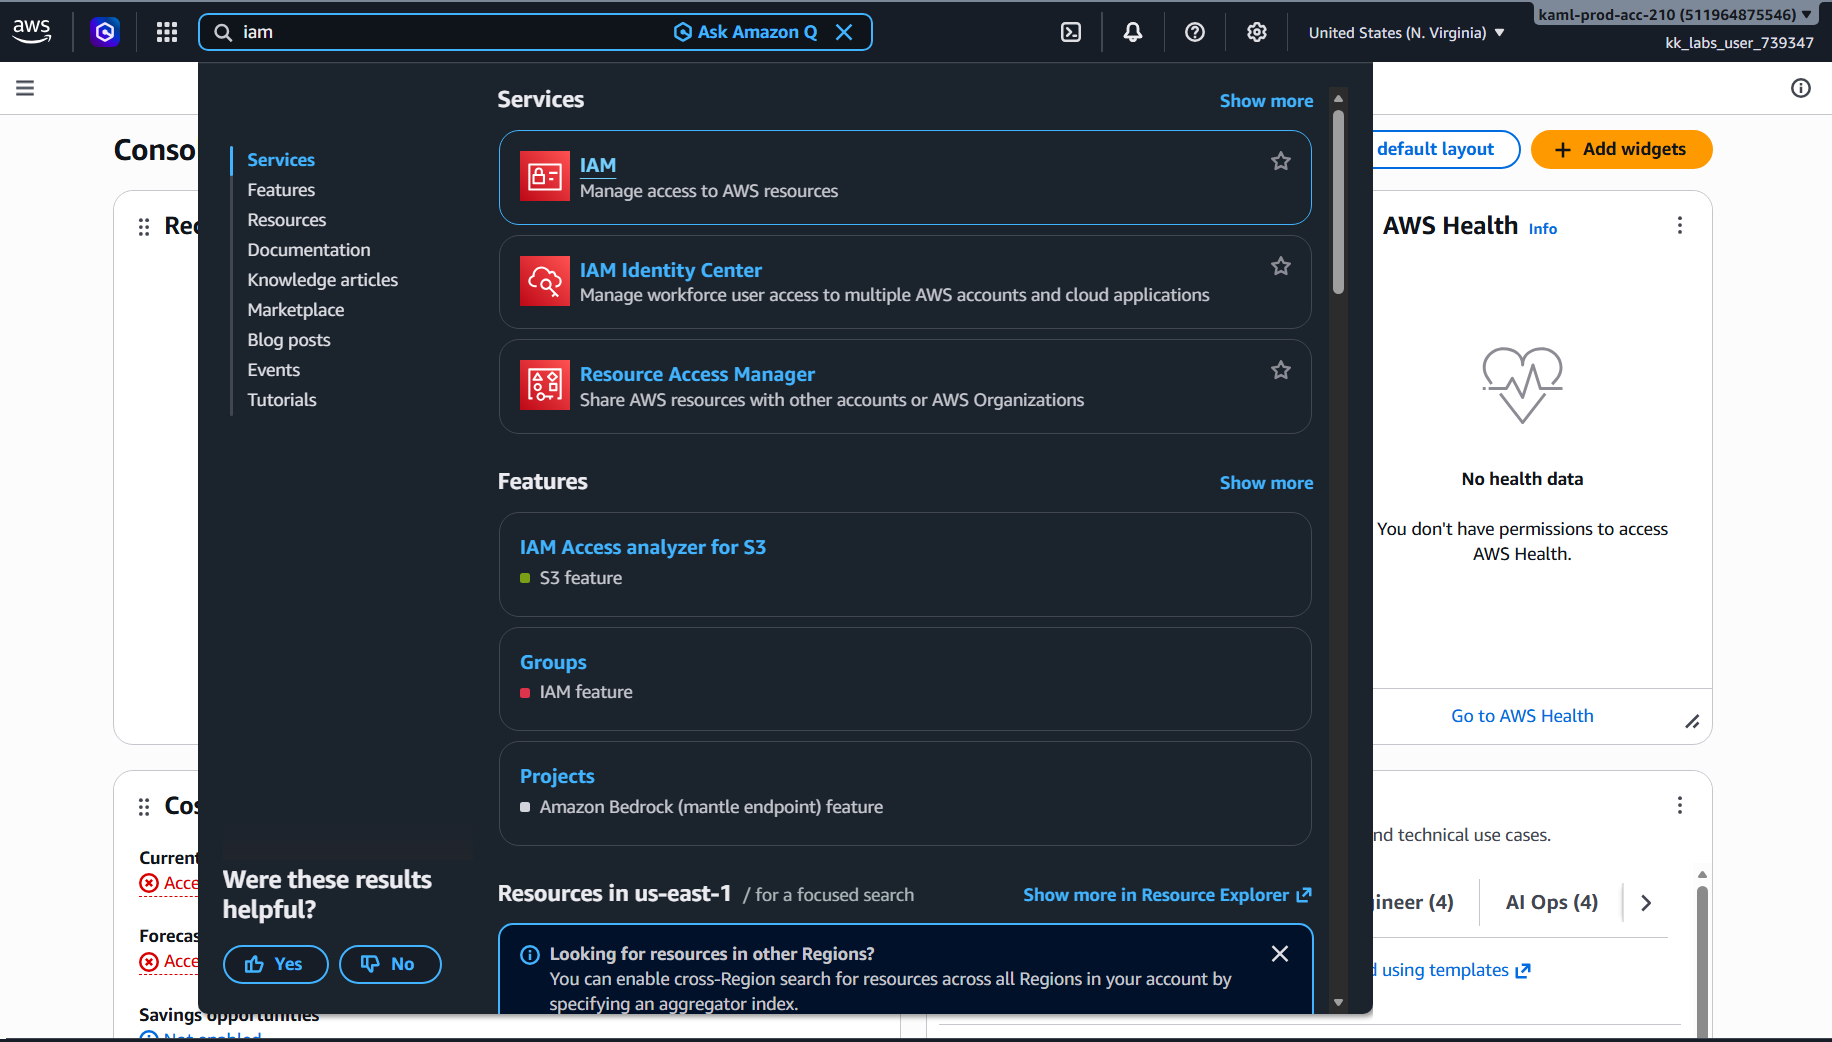 aws
iam
Ask Amazon Q
United States (N. Virginia)
kaml-prod-acc-210 (511964875546)
kk_labs_user_739347
Conso
default layout
Add widgets
Services
Features
Resources
Documentation
Knowledge articles
Marketplace
Blog posts
Events
Tutorials
Services
Show more
IAM
Manage access to AWS resources
IAM Identity Center
Manage workforce user access to multiple AWS accounts and cloud applications
Resource Access Manager
Share AWS resources with other accounts or AWS Organizations
Features
Show more
IAM Access analyzer for S3
S3 feature
Groups
IAM feature
Projects
Amazon Bedrock (mantle endpoint) feature
Resources in us-east-1 / for a focused search
Show more in Resource Explorer
Looking for resources in other Regions?
You can enable cross-Region search for resources across all Regions in your account by
specifying an aggregator index.
Were these results
helpful?
Yes
No
Rec
AWS Health Info
No health data
You don't have permissions to access
AWS Health.
Go to AWS Health
Cos
Current
Acce
Forecas
Acce
Savings opportunities
Not enabled
nd technical use cases.
ineer (4)
AI Ops (4)
d using templates